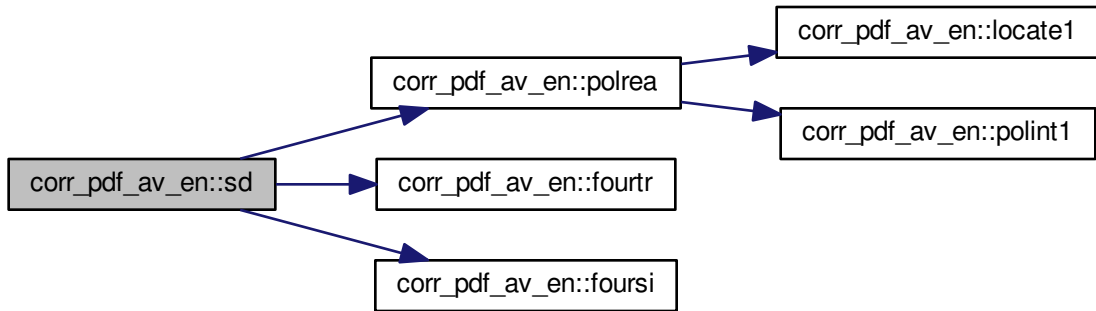 corr_pdf_av_en::locate1
corr_pdf_av_en::polrea
corr_pdf_av_en::polint1
corr_pdf_av_en::sd
corr_pdf_av_en::fourtr
corr_pdf_av_en::foursi